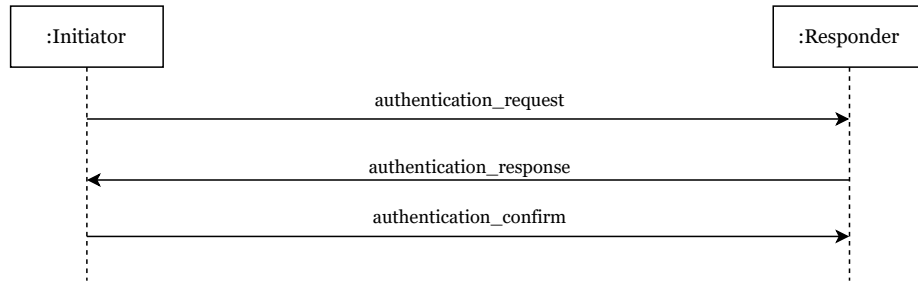 :Initiator
:Responder
authentication_request
authentication_response
authentication_confirm